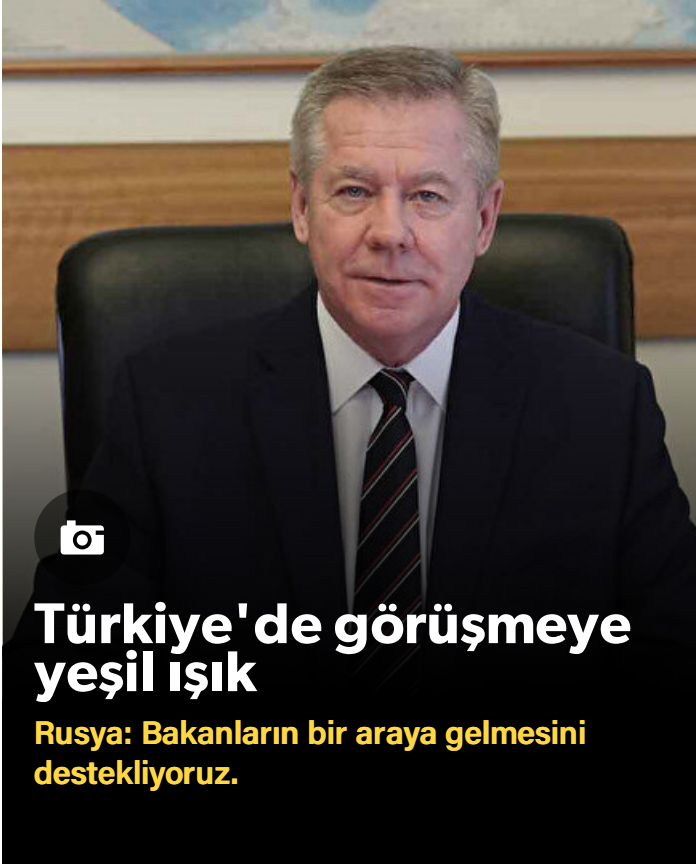 Türkiye'de görüşmeye
yeşil ışık
Rusya: Bakanların bir araya gelmesini
destekliyoruz.